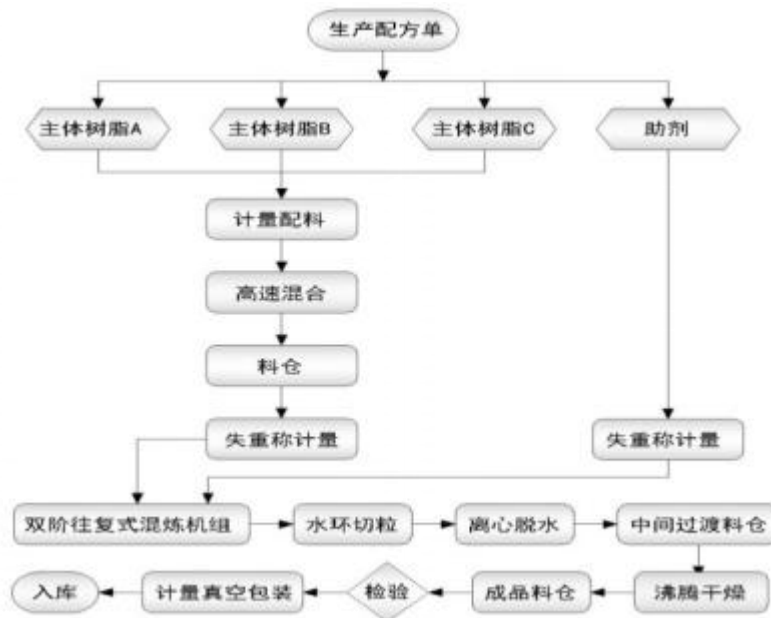 生产配方单
主体树脂A
主体树脂B
主体树脂C
助剂
计量配料
高速混合
料仓
失重称计量
失重称计量
双阶往复式混炼机组
水环切粒
离心脱水
中间过渡料仓
入库
计量真空包装
检验
成品料仓
沸腾干燥